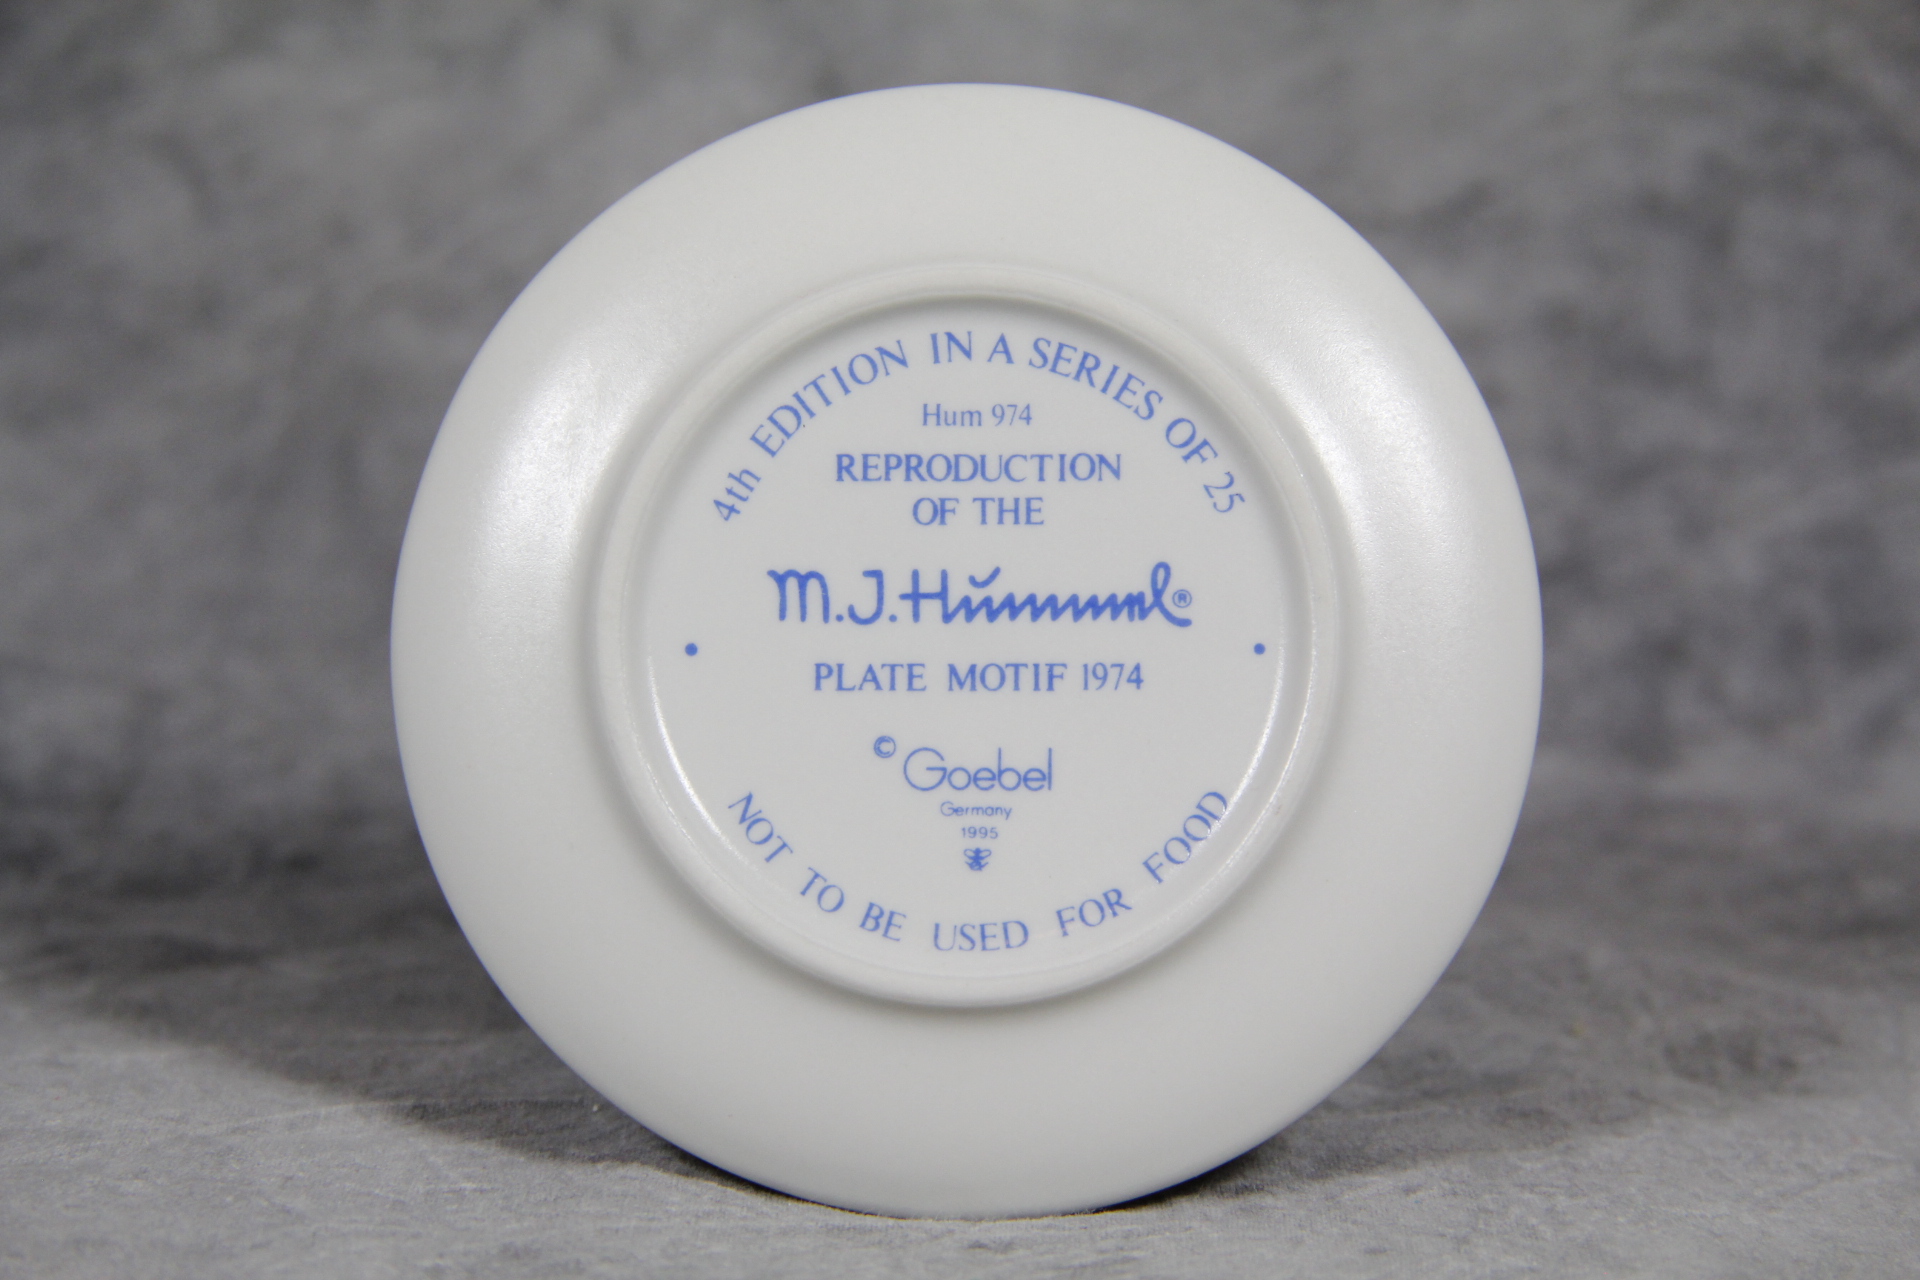 4th EDITION IN A SERIES OF 25
Hum 974
REPRODUCTION
OF THE
M.J.Hummel®
PLATE MOTIF 1974
© Goebel
Germany
1995
NOT TO BE USED FOR FOOD